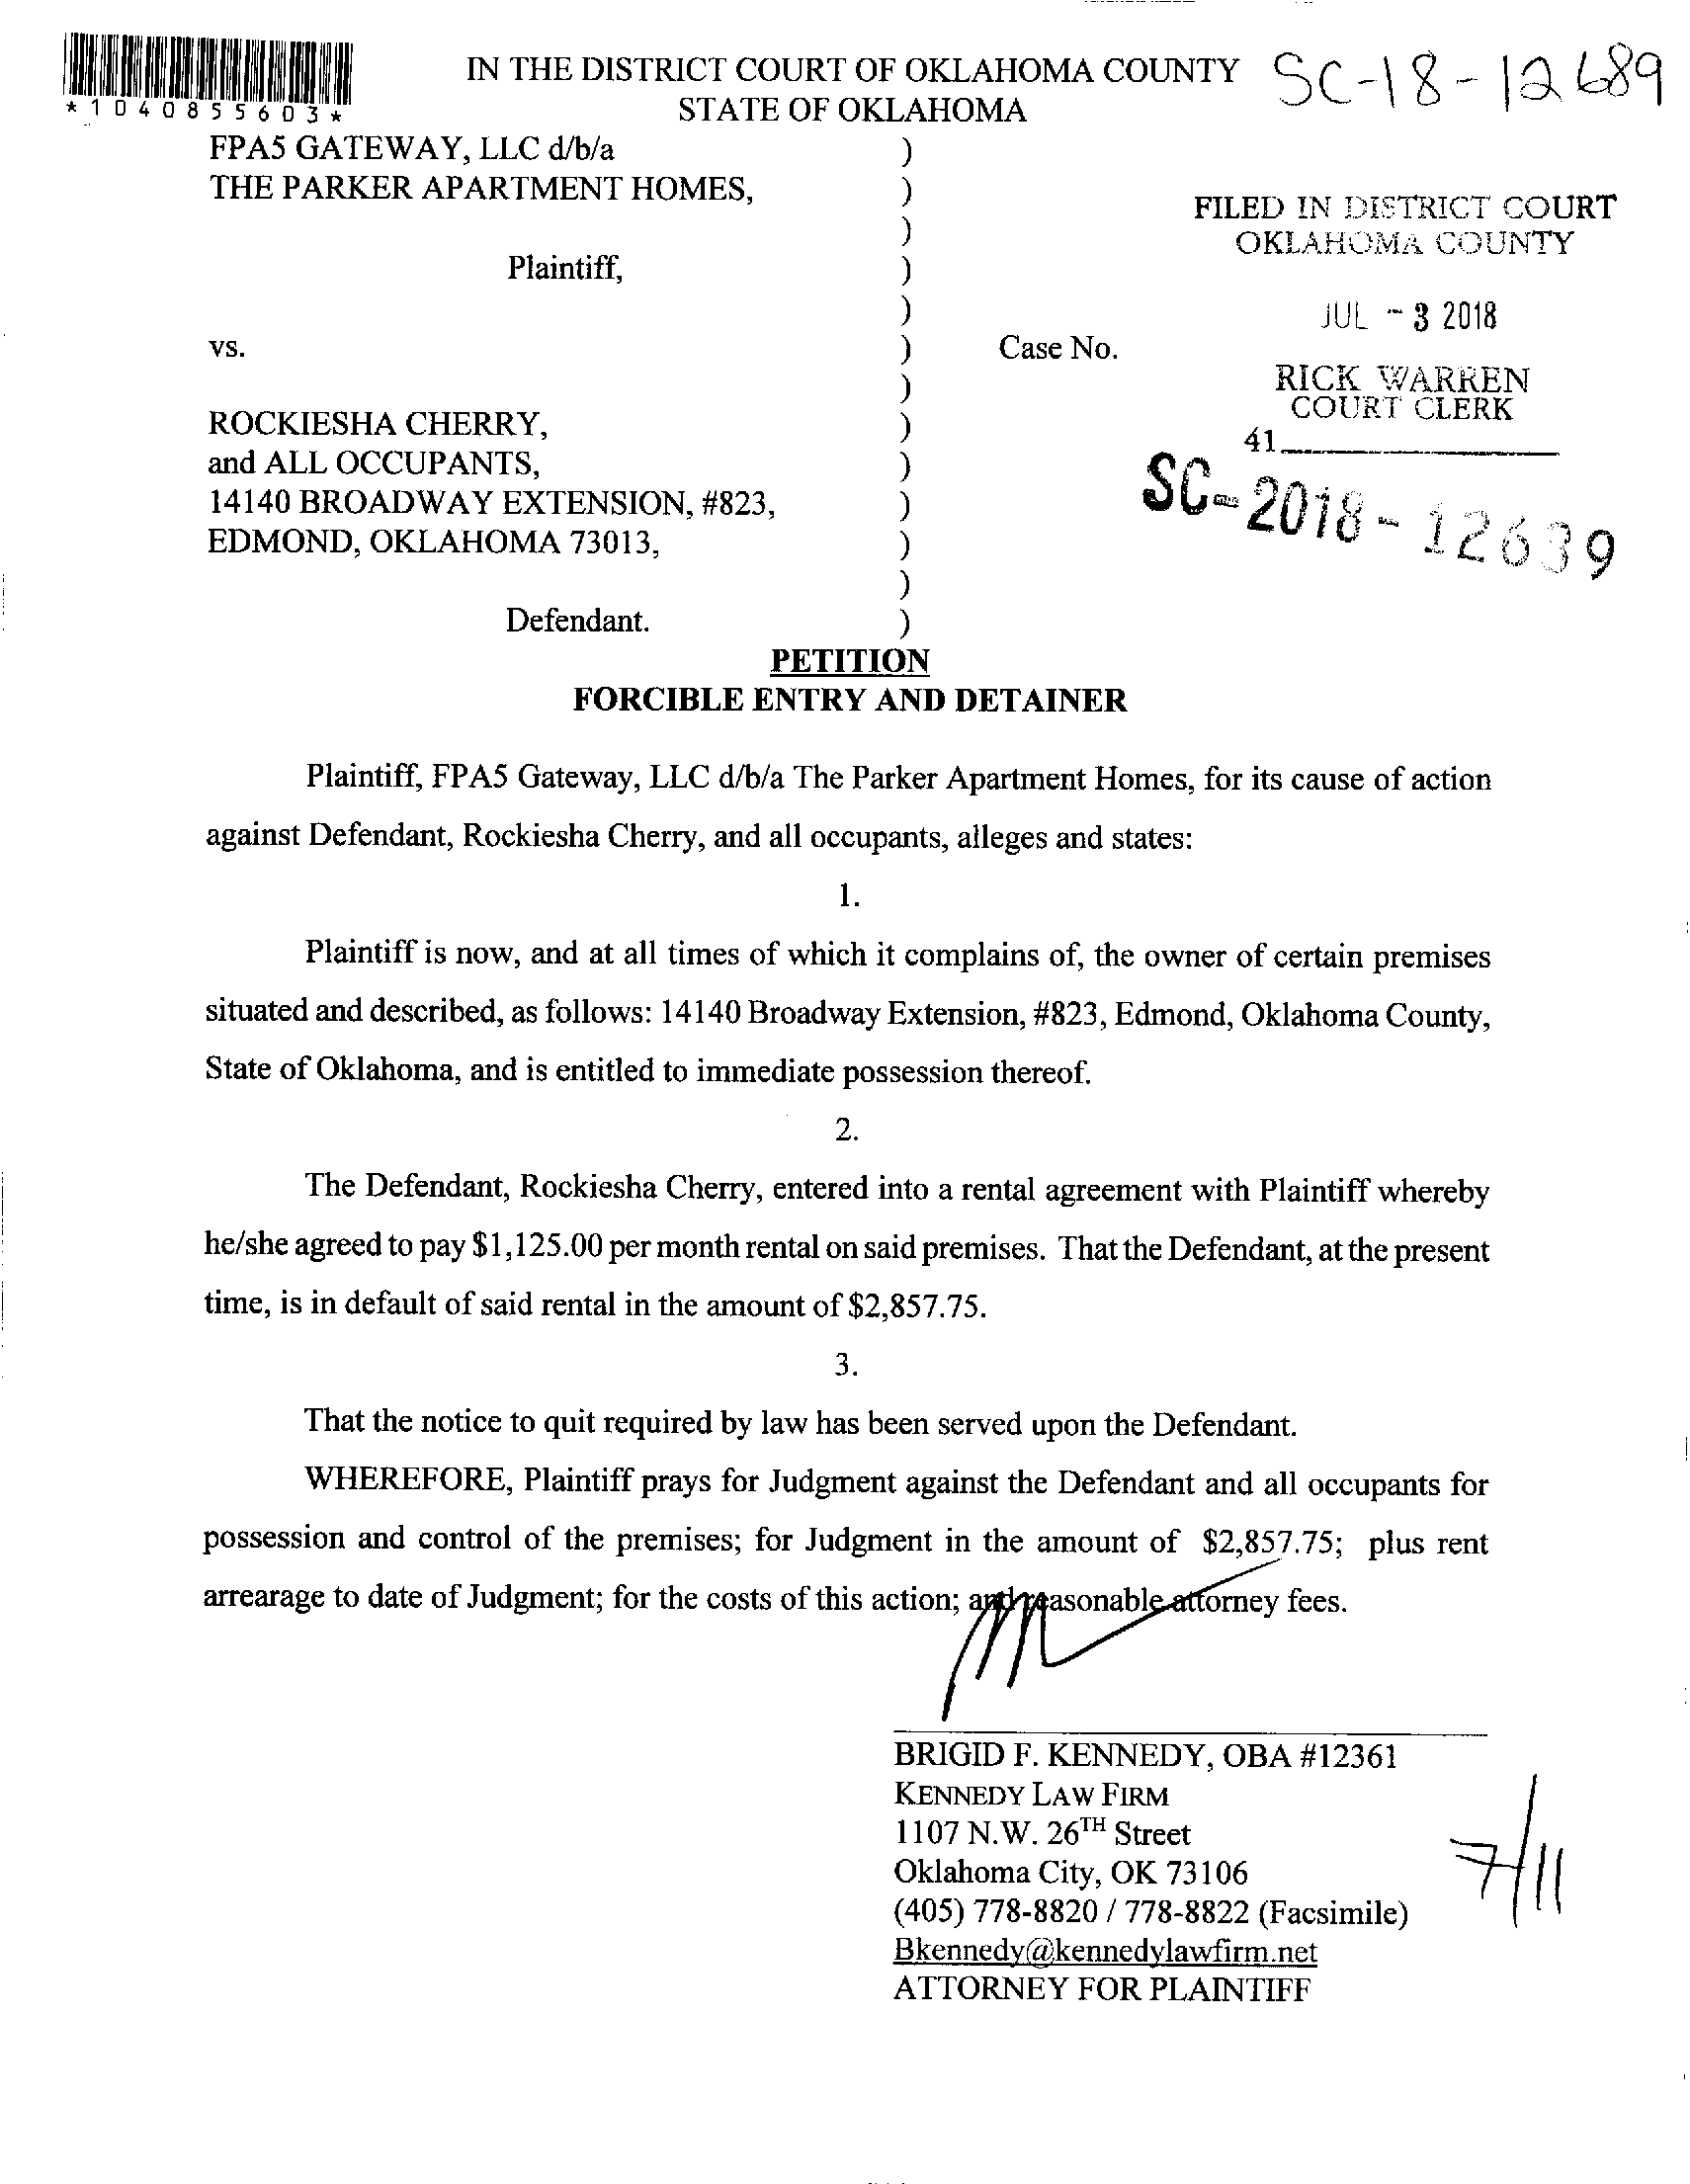 IN THE DISTRICT COURT OF OKLAHOMA COUNTY SC-18-12689
STATE OF OKLAHOMA
*1040855603*
FPA5 GATEWAY, LLC d/b/a )
THE PARKER APARTMENT HOMES, )
)
Plaintiff, )
)
vs. ) Case No.
)
ROCKIESHA CHERRY, )
and ALL OCCUPANTS, )
14140 BROADWAY EXTENSION, #823, )
EDMOND, OKLAHOMA 73013, )
)
Defendant. )
FILED IN DISTRICT COURT
OKLAHOMA COUNTY
JUL - 3 2018
RICK WARREN
COURT CLERK
41
SC-2018-12639
PETITION
FORCIBLE ENTRY AND DETAINER
Plaintiff, FPA5 Gateway, LLC d/b/a The Parker Apartment Homes, for its cause of action
against Defendant, Rockiesha Cherry, and all occupants, alleges and states:
1.
Plaintiff is now, and at all times of which it complains of, the owner of certain premises
situated and described, as follows: 14140 Broadway Extension, #823, Edmond, Oklahoma County,
State of Oklahoma, and is entitled to immediate possession thereof.
2.
The Defendant, Rockiesha Cherry, entered into a rental agreement with Plaintiff whereby
he/she agreed to pay $1,125.00 per month rental on said premises. That the Defendant, at the present
time, is in default of said rental in the amount of $2,857.75.
3.
That the notice to quit required by law has been served upon the Defendant.
WHEREFORE, Plaintiff prays for Judgment against the Defendant and all occupants for
possession and control of the premises; for Judgment in the amount of $2,857.75; plus rent
arrearage to date of Judgment; for the costs of this action; and reasonable attorney fees.
BRIGID F. KENNEDY, OBA #12361
KENNEDY LAW FIRM
1107 N.W. 26TH Street
Oklahoma City, OK 73106
(405) 778-8820 / 778-8822 (Facsimile)
Bkennedy@kennedylawfirm.net
ATTORNEY FOR PLAINTIFF
7/11